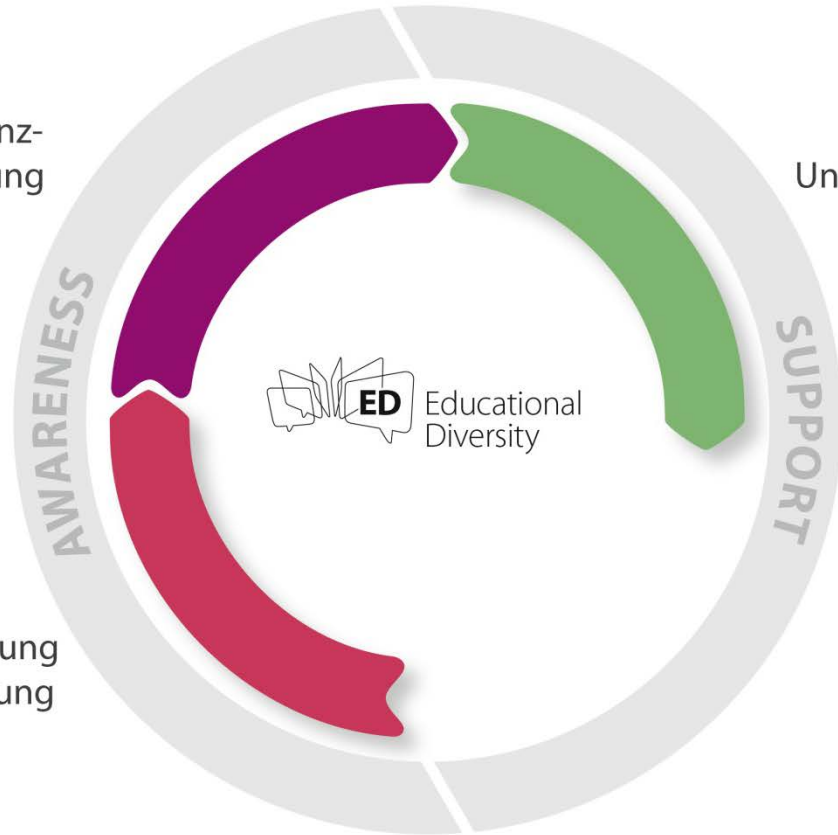 nz-
ung
Un
AWARENESS
SUPPORT
ED Educational
Diversity
ung
ung